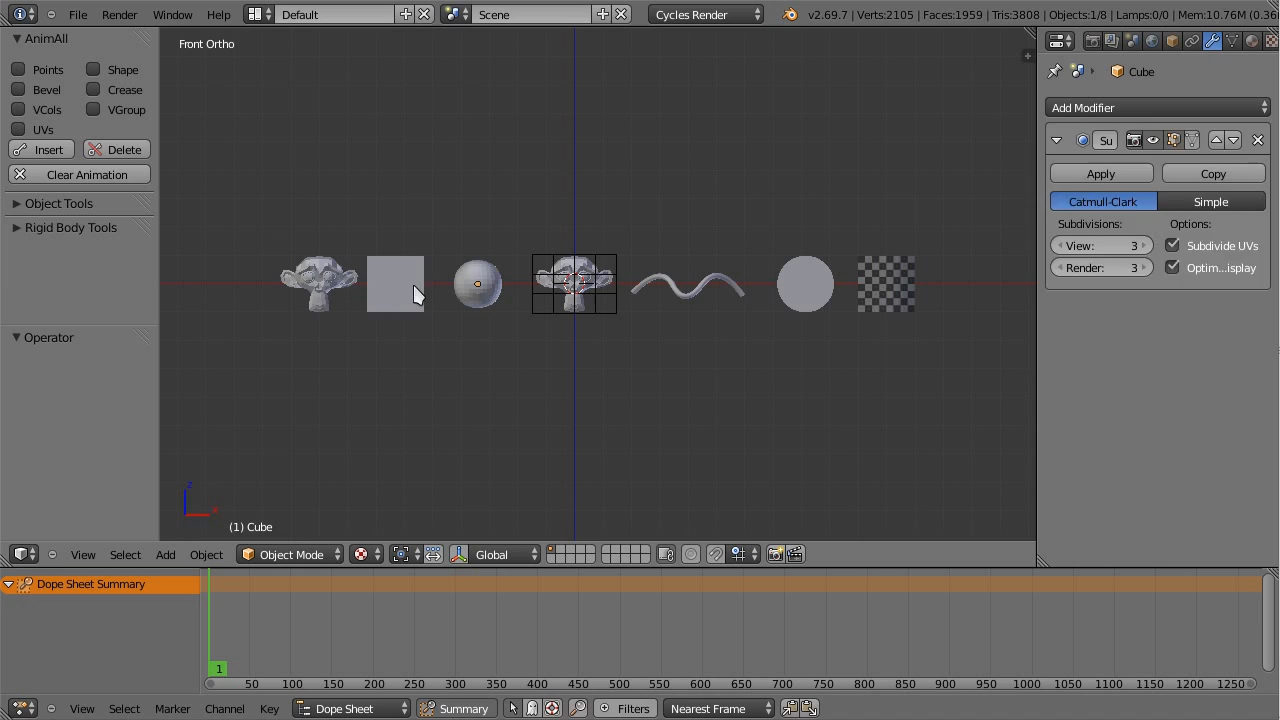 File Render Window Help Default Scene Cycles Render v2.69.7 | Verts:2105 | Faces:1959 | Tris:3808 | Objects:1/8 | Lamps:0/0 | Mem:10.76M (0.36
AnimAll
Points Shape
Bevel Crease
VCols VGroup
UVs
Insert Delete
Clear Animation
Object Tools
Rigid Body Tools
Operator
Front Ortho
z
x
(1) Cube
Cube
Add Modifier
Su
Apply Copy
Catmull-Clark Simple
Subdivisions: Options:
View: 3 Subdivide UVs
Render: 3 Optim...isplay
View Select Add Object Object Mode Global
Dope Sheet Summary
1
50 100 150 200 250 300 350 400 450 500 550 600 650 700 750 800 850 900 950 1000 1050 1100 1150 1200 1250
View Select Marker Channel Key Dope Sheet Summary Filters Nearest Frame